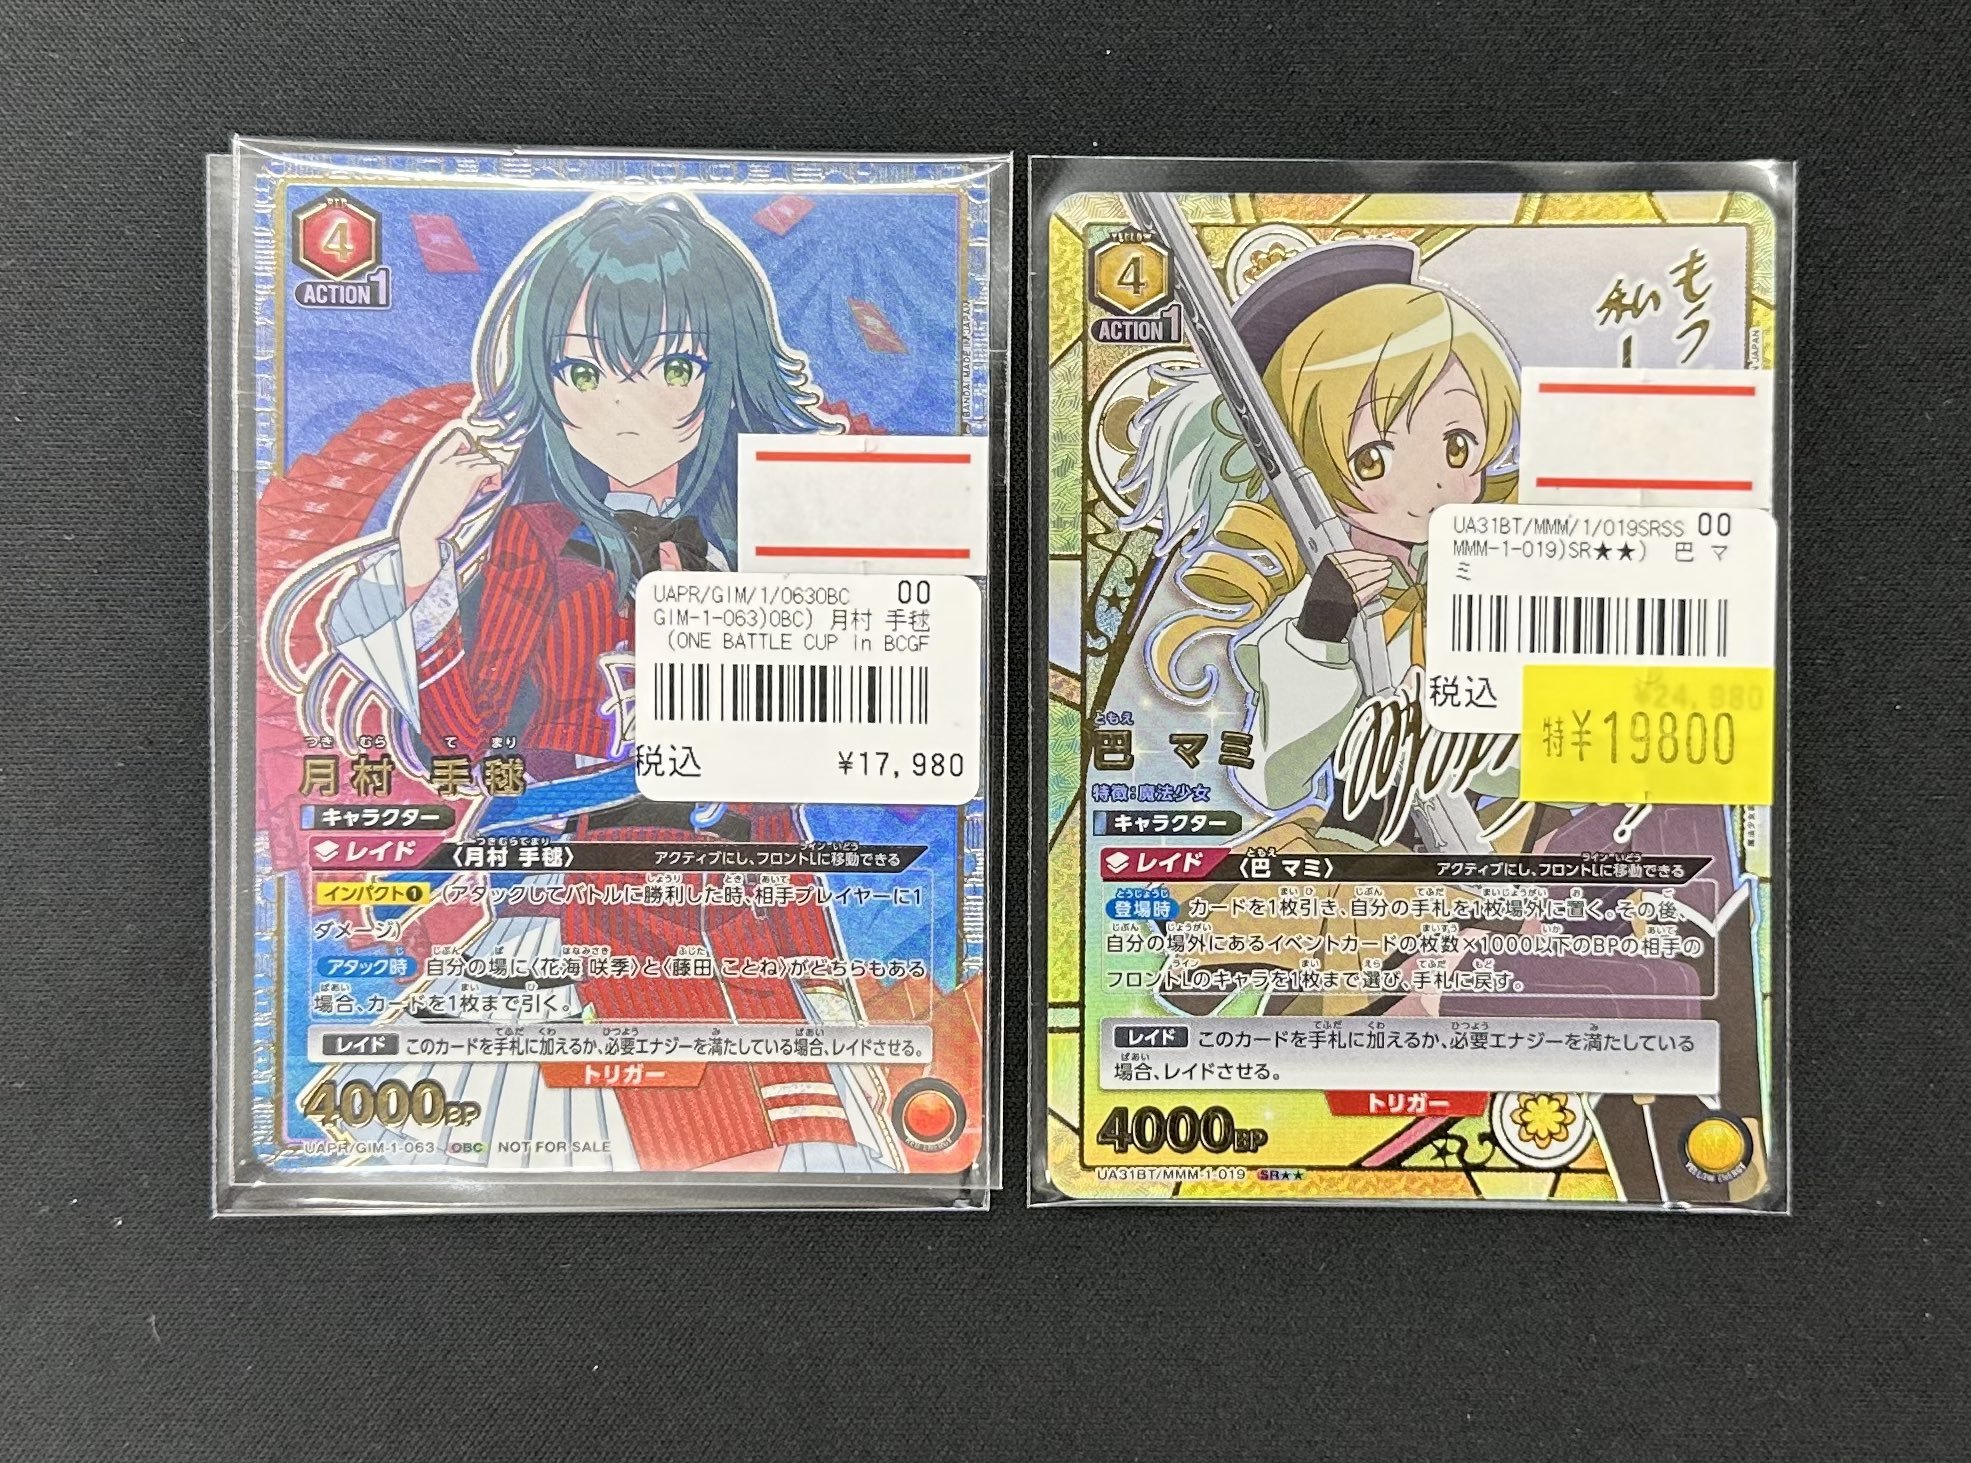 4
ACTION1
BANDAI MADE IN JAPAN
UAPR/GIM/1/063OBC 00
GIM-1-063)OBC) 月村 手毬
(ONE BATTLE CUP in BCGF
税込 ¥17,980
つき むら て まり
月村 手毬
キャラクター
レイド 〈月村 手毬〉 アクティブにし、フロントLに移動できる
インパクト❶ (アタックしてバトルに勝利した時、相手プレイヤーに1
ダメージ)
アタック時 自分の場に〈花海 咲季〉と〈藤田 ことね〉がどちらもある
場合、カードを1枚まで引く。
レイド このカードを手札に加えるか、必要エナジーを満たしている場合、レイドさせる。
トリガー
4000BP
UAPR/GIM-1-063 OBC NOT FOR SALE
YELLOW
4
ACTION1
もう
JAPAN
UA31BT/MMM/1/019SRSS 00
MMM-1-019)SR★★) 巴 マ
ミ
税込
¥24,980
特¥19800
ともえ
巴 マミ
特徴:魔法少女
キャラクター
レイド 〈巴 マミ〉 アクティブにし、フロントLに移動できる
登場時 カードを1枚引き、自分の手札を1枚場外に置く。その後、
自分の場外にあるイベントカードの枚数×1000以下のBPの相手の
フロントLのキャラを1枚まで選び、手札に戻す。
レイド このカードを手札に加えるか、必要エナジーを満たしている
場合、レイドさせる。
トリガー
4000BP
UA31BT/MMM-1-019 SR★★
YELLOW ENERGY